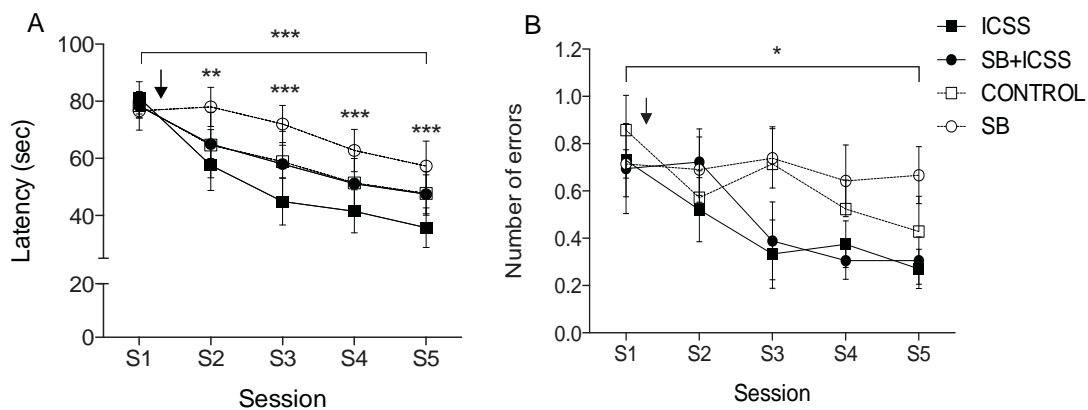 A
Latency (sec)
100
80
60
40
20
0
***
**
***
***
***
S1 S2 S3 S4 S5
Session
B
Number of errors
1.2
1.0
0.8
0.6
0.4
0.2
0.0
*
S1 S2 S3 S4 S5
Session
ICSS
SB+ICSS
CONTROL
SB